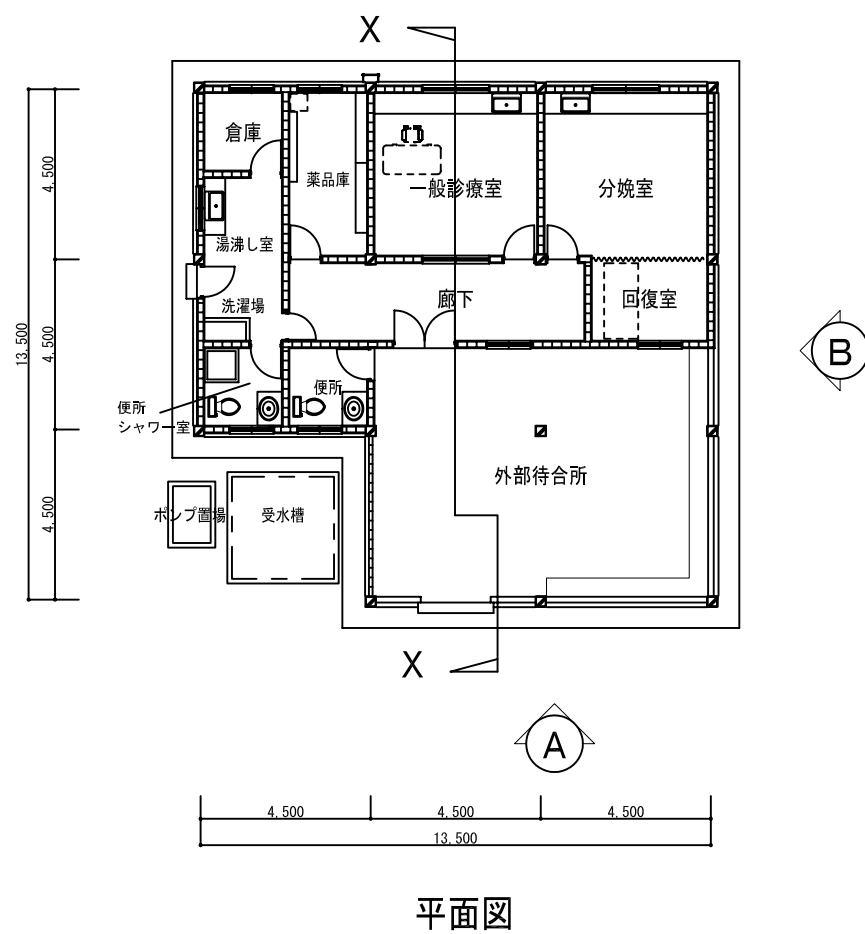 X
倉庫
薬品庫
一般診療室
分娩室
湯沸し室
洗濯場
廊下
回復室
便所
便所
シャワー室
外部待合所
ポンプ置場
受水槽
4,500
4,500
4,500
13,500
B
X
A
4,500
4,500
4,500
13,500
平面図